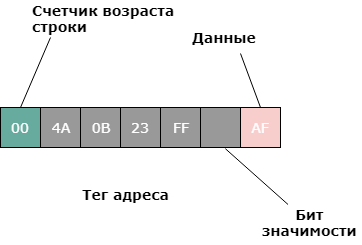 Счетчик возраста
строки
Данные
00 4A 0B 23 FF AF
Тег адреса
Бит
значимости